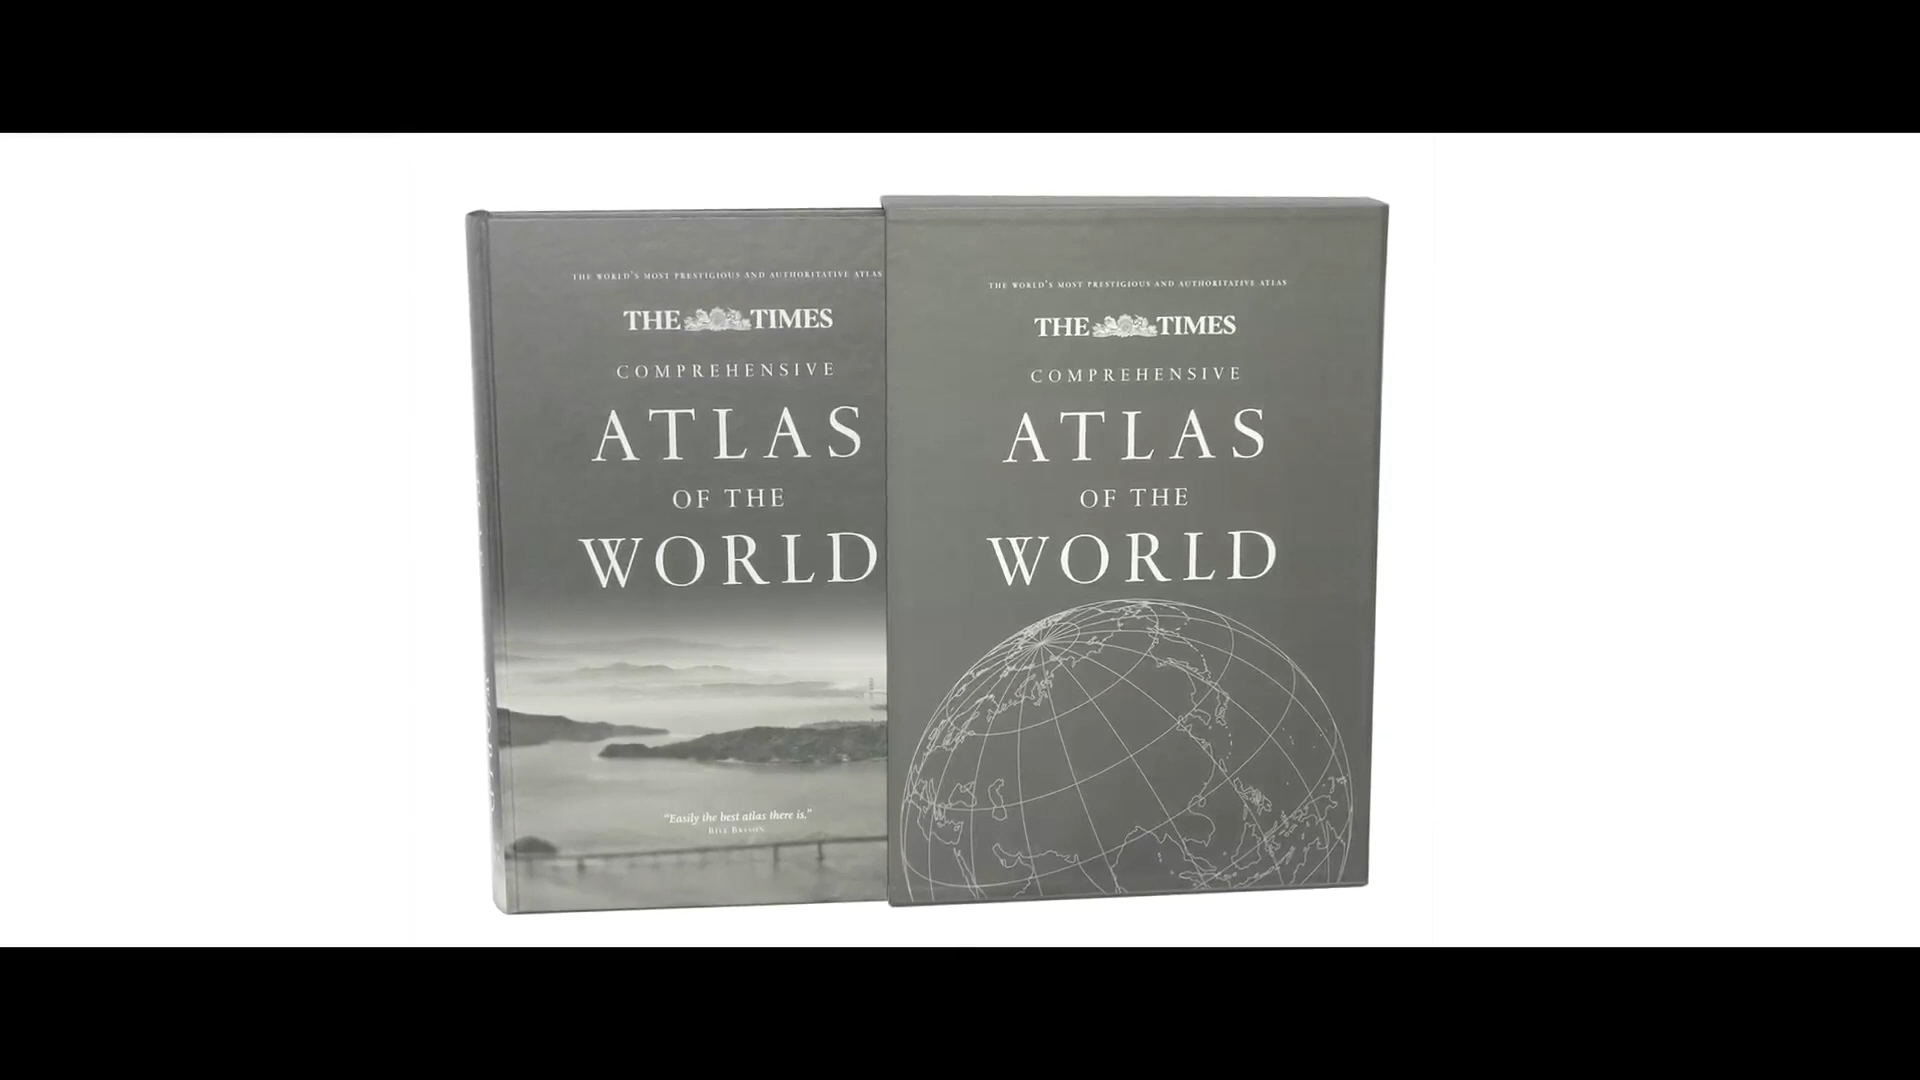 THE WORLD'S MOST PRESTIGIOUS AND AUTHORITATIVE ATLAS
THE TIMES
COMPREHENSIVE
ATLAS
OF THE
WORLD
“Easily the best atlas there is.”
BILL BRYSON
THE WORLD'S MOST PRESTIGIOUS AND AUTHORITATIVE ATLAS
THE TIMES
COMPREHENSIVE
ATLAS
OF THE
WORLD